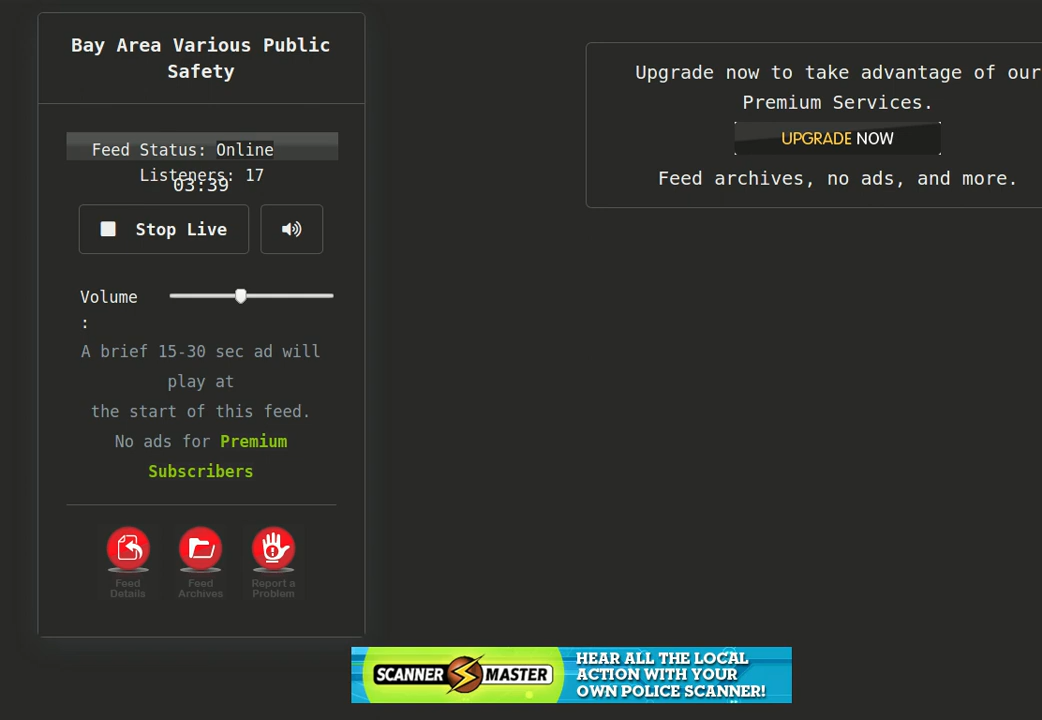 Bay Area Various Public
Safety
Feed Status: Online
Listeners: 17
03:39
Stop Live
Volume
:
A brief 15-30 sec ad will
play at
the start of this feed.
No ads for Premium
Subscribers
Feed
Details
Feed
Archives
Report a
Problem
Upgrade now to take advantage of our
Premium Services.
UPGRADE NOW
Feed archives, no ads, and more.
SCANNER MASTER
HEAR ALL THE LOCAL
ACTION WITH YOUR
OWN POLICE SCANNER!